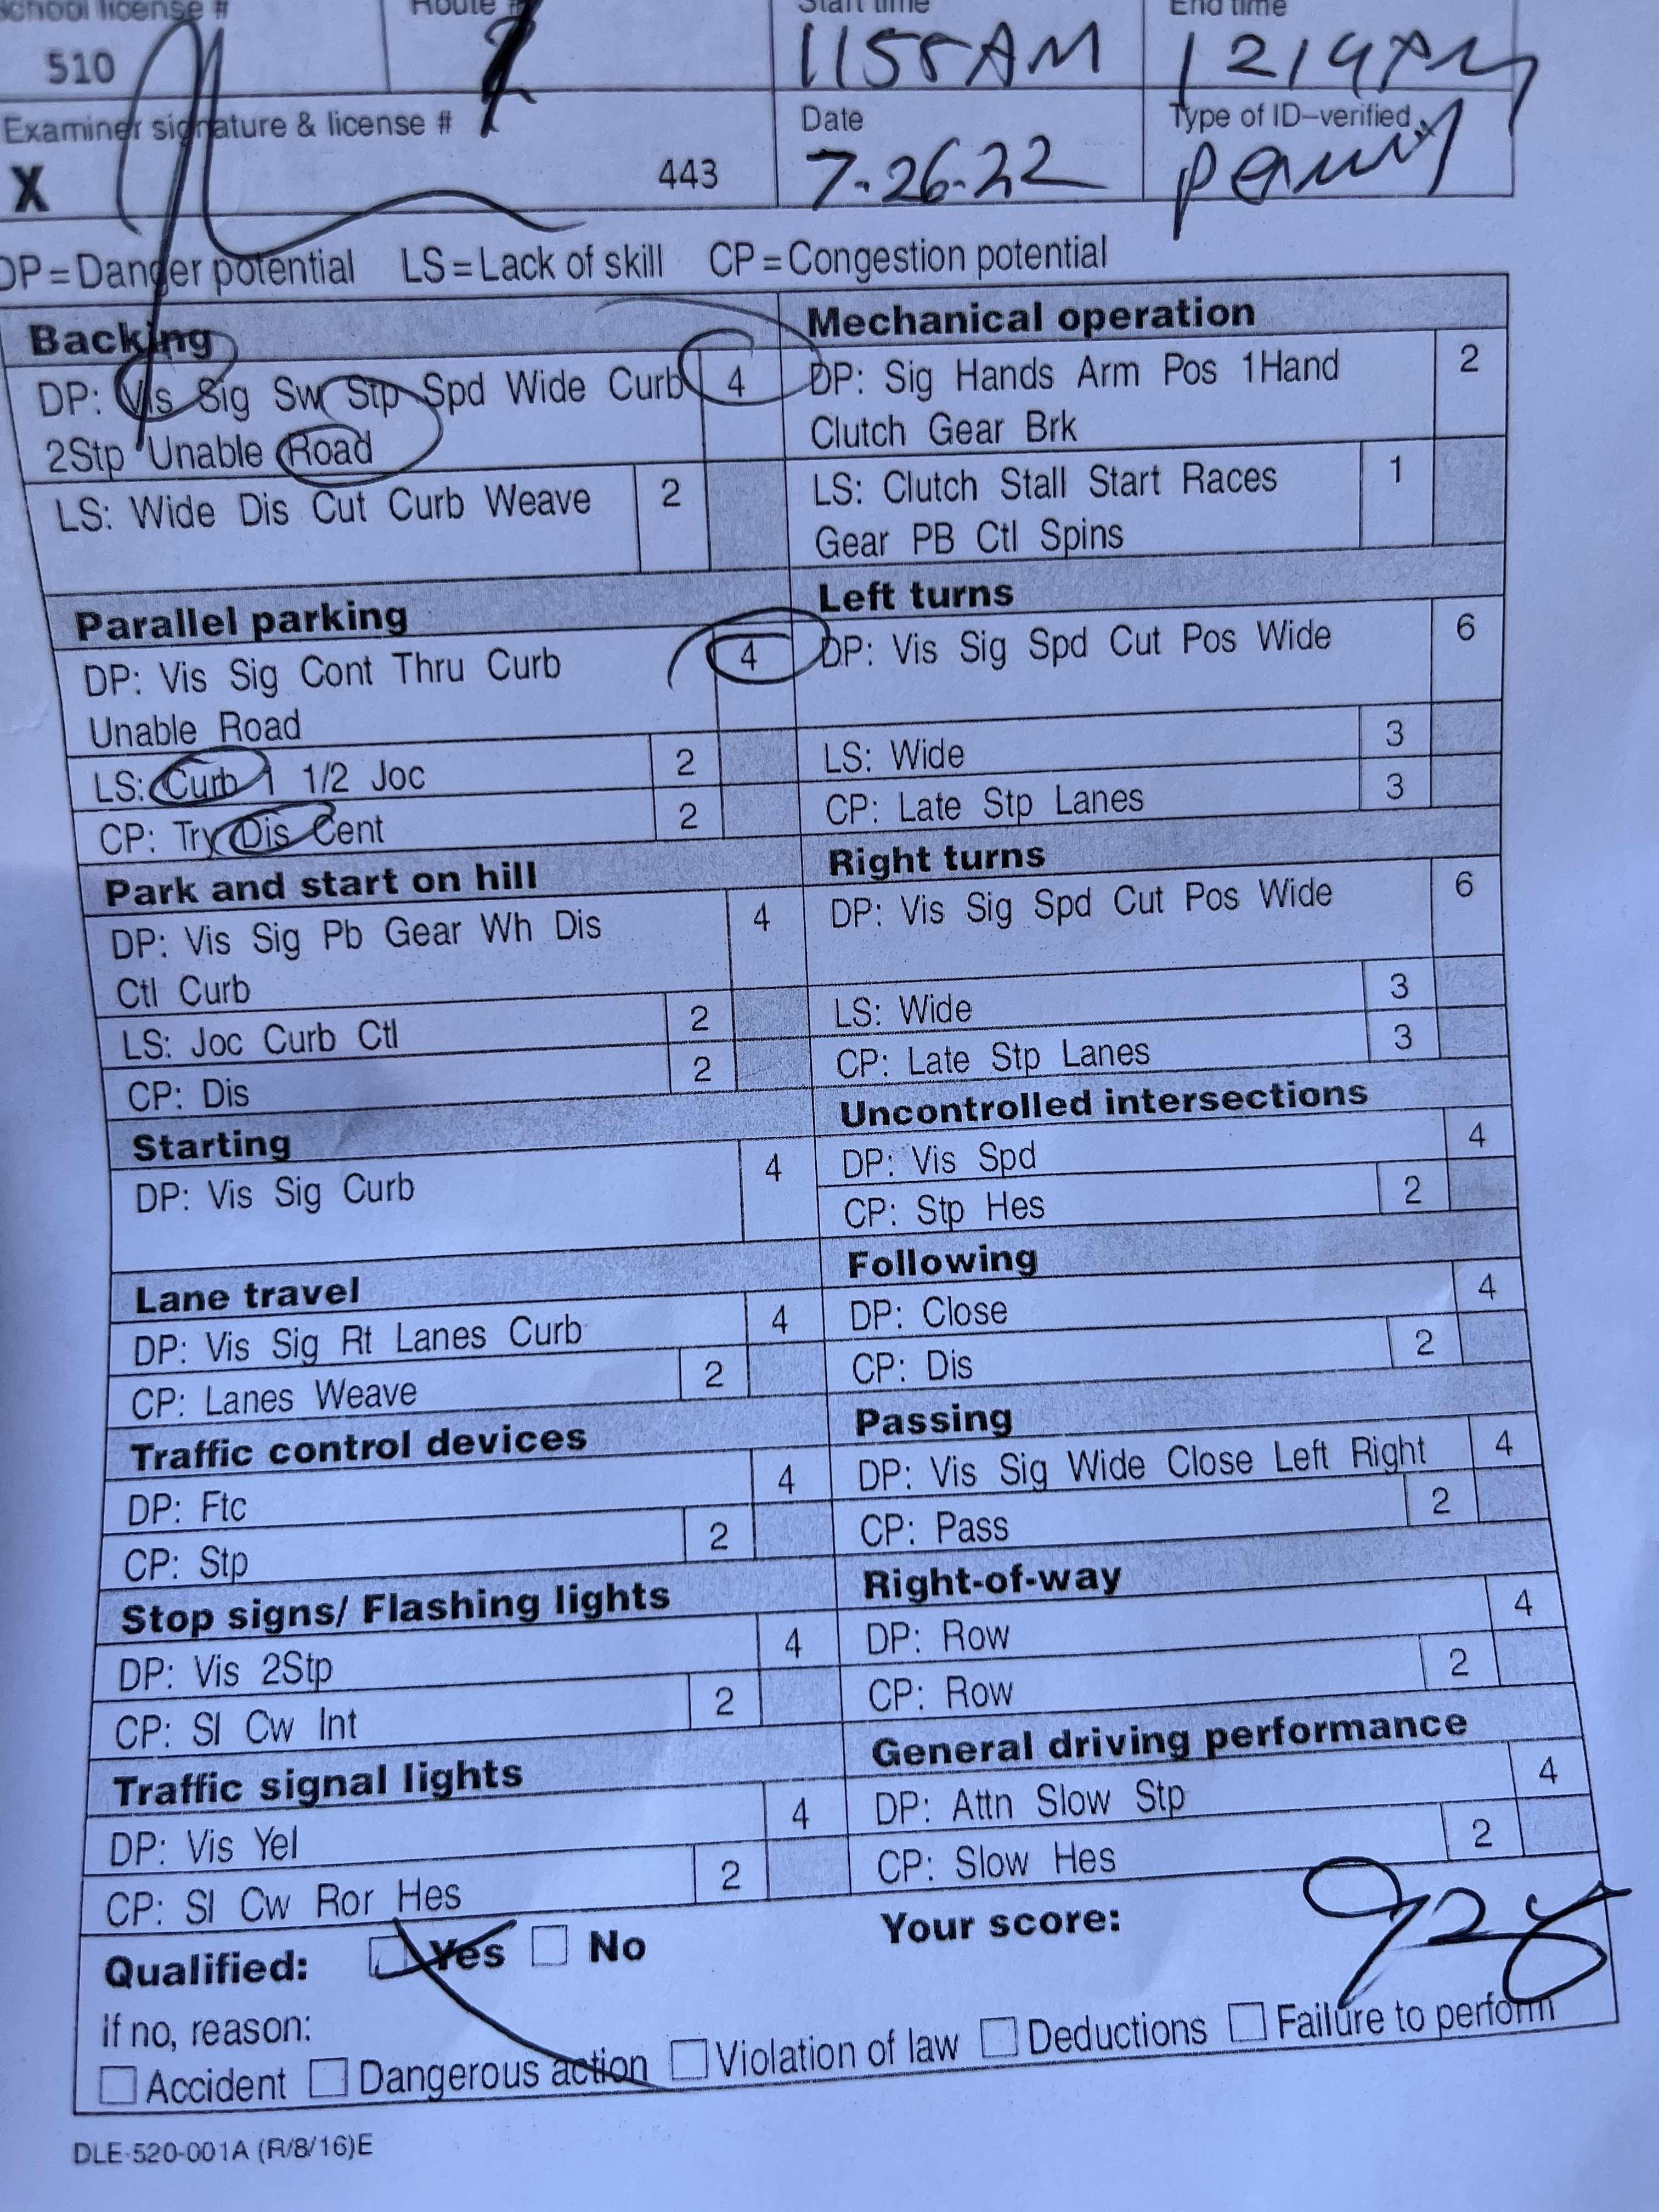 School license # Route # Start time End time
510 1155AM 1219PM
Examiner signature & license # Date Type of ID–verified
X 443 7-26-22 permit
DP=Danger potential LS=Lack of skill CP=Congestion potential
Backing
DP: Vis Sig Sw Stp Spd Wide Curb 4
2Stp Unable Road
LS: Wide Dis Cut Curb Weave 2
Parallel parking
DP: Vis Sig Cont Thru Curb 4
Unable Road
LS: Curb 1 1/2 Joc 2
CP: Try Dis Cent 2
Park and start on hill
DP: Vis Sig Pb Gear Wh Dis 4
Ctl Curb
LS: Joc Curb Ctl 2
CP: Dis 2
Starting
DP: Vis Sig Curb 4
Lane travel
DP: Vis Sig Rt Lanes Curb 4
CP: Lanes Weave 2
Traffic control devices
DP: Ftc 4
CP: Stp 2
Stop signs/ Flashing lights
DP: Vis 2Stp 4
CP: Sl Cw Int 2
Traffic signal lights
DP: Vis Yel 4
CP: Sl Cw Ror Hes 2
Mechanical operation
DP: Sig Hands Arm Pos 1Hand 2
Clutch Gear Brk
LS: Clutch Stall Start Races 1
Gear PB Ctl Spins
Left turns
DP: Vis Sig Spd Cut Pos Wide 6
LS: Wide 3
CP: Late Stp Lanes 3
Right turns
DP: Vis Sig Spd Cut Pos Wide 6
LS: Wide 3
CP: Late Stp Lanes 3
Uncontrolled intersections
DP: Vis Spd 4
CP: Stp Hes 2
Following
DP: Close 4
CP: Dis 2
Passing
DP: Vis Sig Wide Close Left Right 4
CP: Pass 2
Right-of-way
DP: Row 4
CP: Row 2
General driving performance
DP: Attn Slow Stp 4
CP: Slow Hes 2
Qualified: Yes No Your score:
If no, reason:
Accident Dangerous action Violation of law Deductions Failure to perform
DLE-520-001A (R/8/16)E